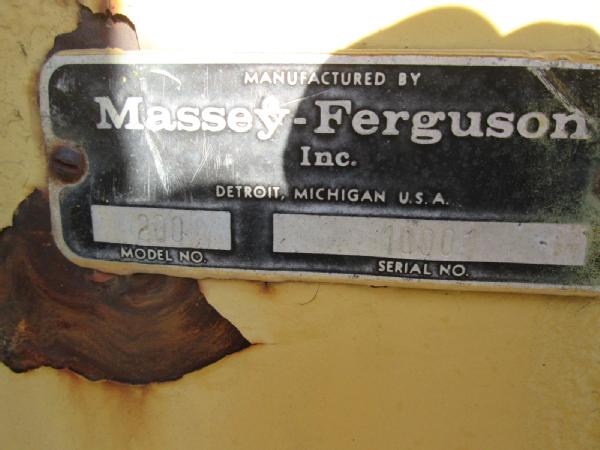 MANUFACTURED BY
Massey-Ferguson
Inc.
DETROIT, MICHIGAN U.S.A.
200
MODEL NO.
SERIAL NO.